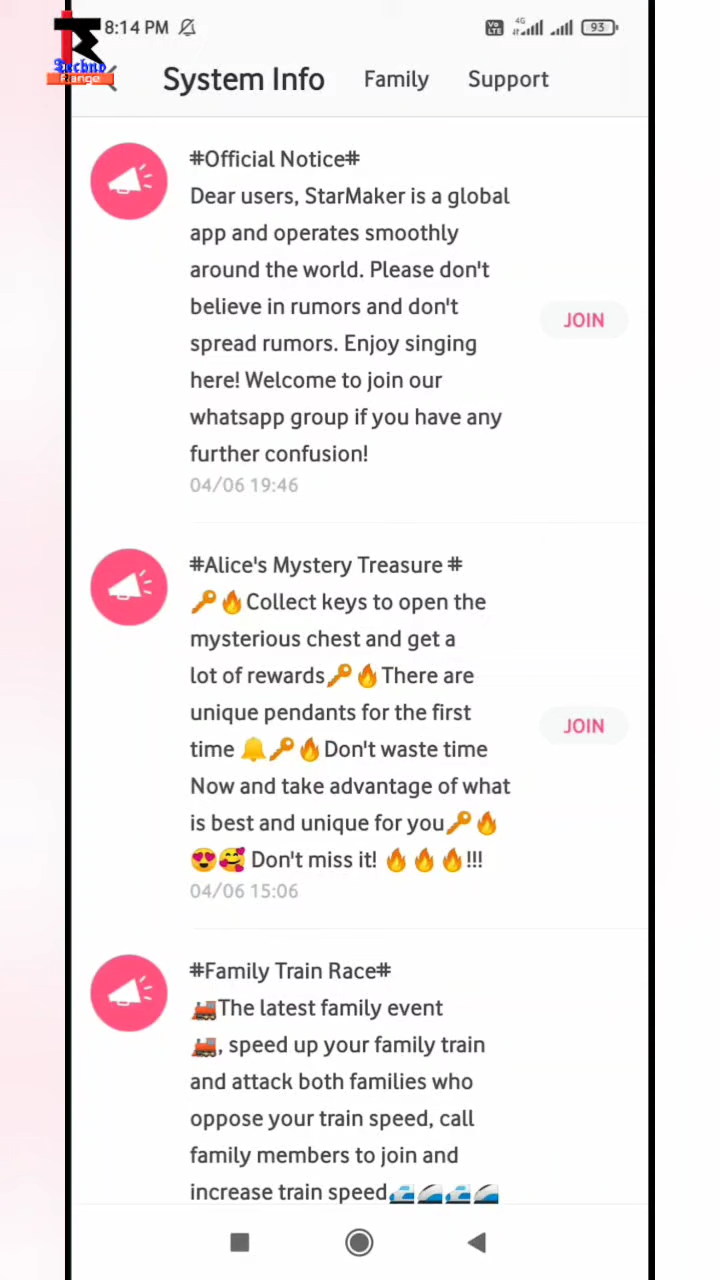 8:14 PM
Vo LTE 4G 93
Techno
Range
System Info Family Support
#Official Notice#
Dear users, StarMaker is a global
app and operates smoothly
around the world. Please don't
believe in rumors and don't
spread rumors. Enjoy singing
here! Welcome to join our
whatsapp group if you have any
further confusion!
04/06 19:46
JOIN
#Alice's Mystery Treasure #
🔑🔥Collect keys to open the
mysterious chest and get a
lot of rewards🔑🔥There are
unique pendants for the first
time 🔔🔑🔥Don't waste time
Now and take advantage of what
is best and unique for you🔑🔥
😍🥰 Don't miss it! 🔥🔥🔥!!!
04/06 15:06
JOIN
#Family Train Race#
🚂The latest family event
🚂, speed up your family train
and attack both families who
oppose your train speed, call
family members to join and
increase train speed🚅🚄🚅🚄